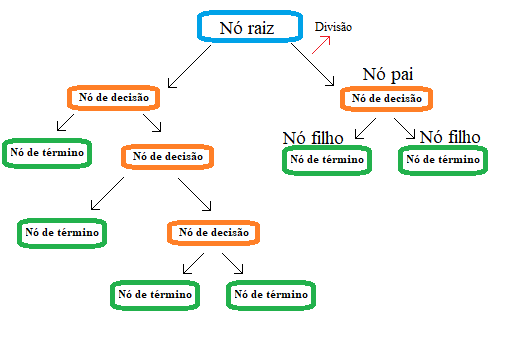 Nó raiz
Divisão
Nó pai
Nó de decisão
Nó de decisão
Nó filho
Nó filho
Nó de término
Nó de decisão
Nó de término
Nó de término
Nó de término
Nó de decisão
Nó de término
Nó de término